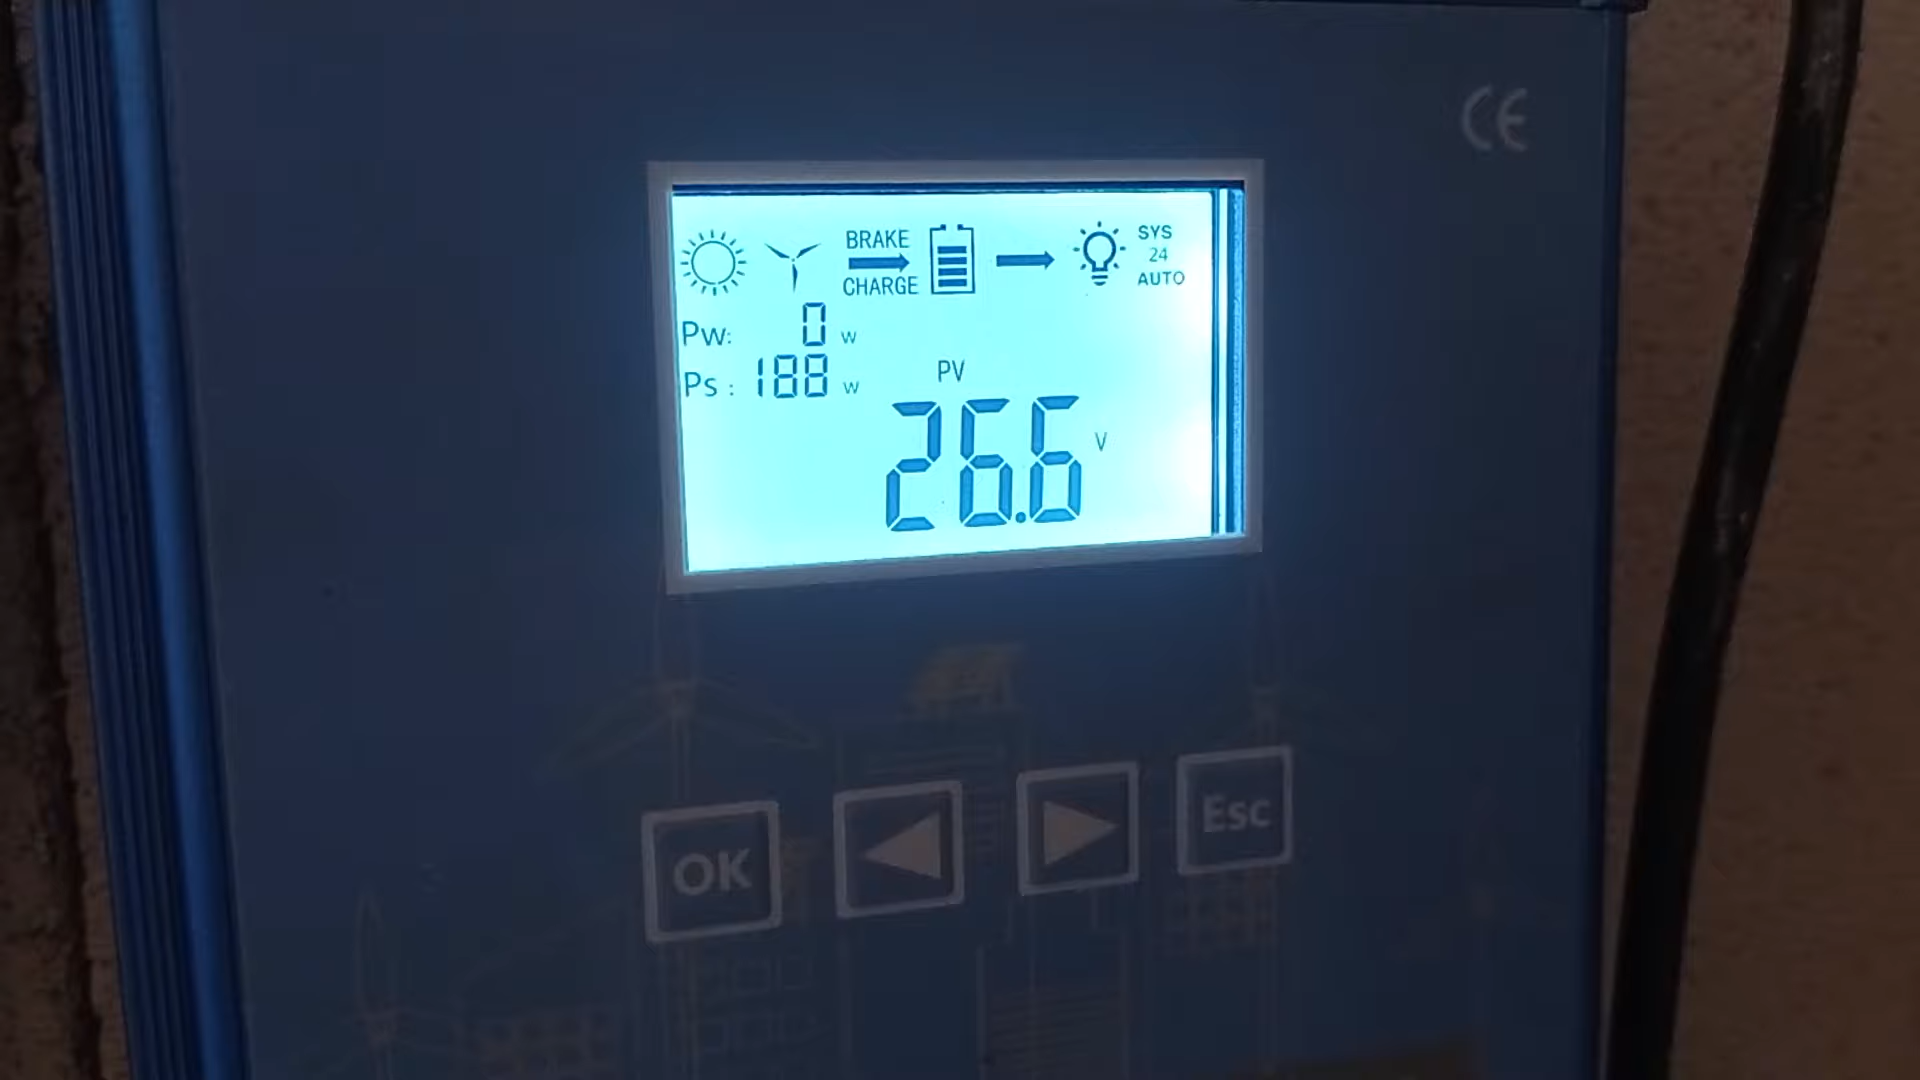 CE
BRAKE
CHARGE
SYS
24
AUTO
Pw: 0 w
Ps : 188 w
PV
26.6 V
OK
Esc